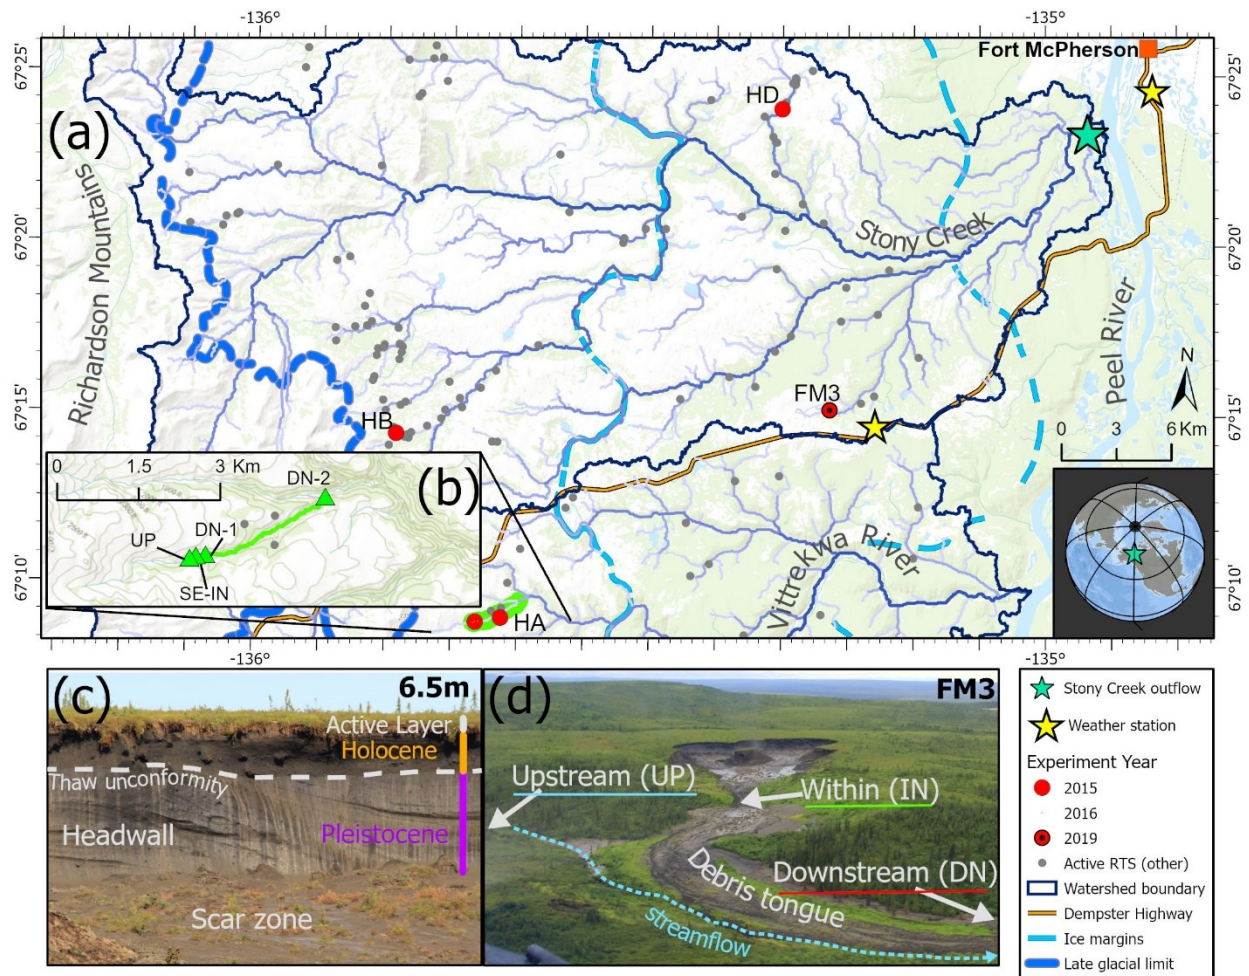 -136°
-135°
67°25'
67°20'
67°15'
67°10'
67°25'
67°20'
67°15'
67°10'
-136°
-135°
(a)
Fort McPherson
HD
Richardson Mountains
Stony Creek
Peel River
N
FM3
HB
0 3 6 Km
Vittrekwa River
HA
(b)
0 1.5 3 Km
DN-2
DN-1
UP
SE-IN
(c)
6.5m
Active Layer
Holocene
Thaw unconformity
Headwall
Pleistocene
Scar zone
(d)
FM3
Upstream (UP)
Within (IN)
Downstream (DN)
Debris tongue
streamflow
Stony Creek outflow
Weather station
Experiment Year
2015
2016
2019
Active RTS (other)
Watershed boundary
Dempster Highway
Ice margins
Late glacial limit